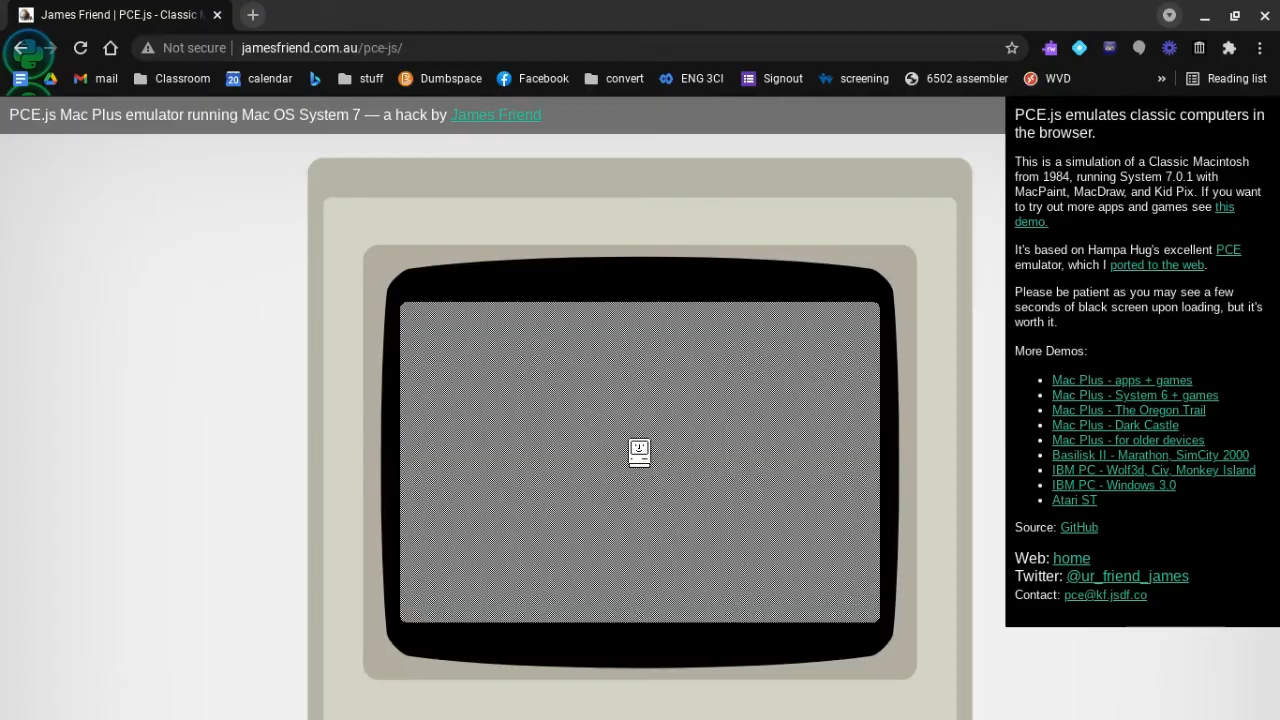 James Friend | PCE.js - Classic M
Not secure
jamesfriend.com.au/pce-js/
mail
Classroom
20
calendar
stuff
Dumbspace
Facebook
convert
ENG 3CI
Signout
screening
6502 assembler
WVD
»
Reading list
PCE.js Mac Plus emulator running Mac OS System 7 — a hack by James Friend
PCE.js emulates classic computers in
the browser.
This is a simulation of a Classic Macintosh
from 1984, running System 7.0.1 with
MacPaint, MacDraw, and Kid Pix. If you want
to try out more apps and games see this
demo.
It's based on Hampa Hug's excellent PCE
emulator, which I ported to the web.
Please be patient as you may see a few
seconds of black screen upon loading, but it's
worth it.
More Demos:
• Mac Plus - apps + games
• Mac Plus - System 6 + games
• Mac Plus - The Oregon Trail
• Mac Plus - Dark Castle
• Mac Plus - for older devices
• Basilisk II - Marathon, SimCity 2000
• IBM PC - Wolf3d, Civ, Monkey Island
• IBM PC - Windows 3.0
• Atari ST
Source: GitHub
Web: home
Twitter: @ur_friend_james
Contact: pce@kf.jsdf.co